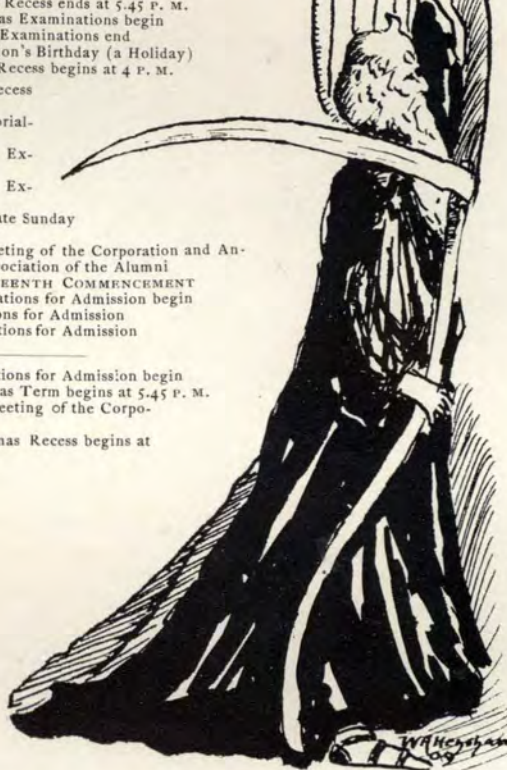 Recess ends at 5.45 P. M.
as Examinations begin
Examinations end
on's Birthday (a Holiday)
Recess begins at 4 P. M.
ecess
orial-
Ex-
Ex-
te Sunday
eting of the Corporation and An-
sociation of the Alumni
EENTH COMMENCEMENT
ations for Admission begin
ons for Admission
tions for Admission
tions for Admission begin
as Term begins at 5.45 P. M.
eeting of the Corpo-
nas Recess begins at
W A Henshaw
09